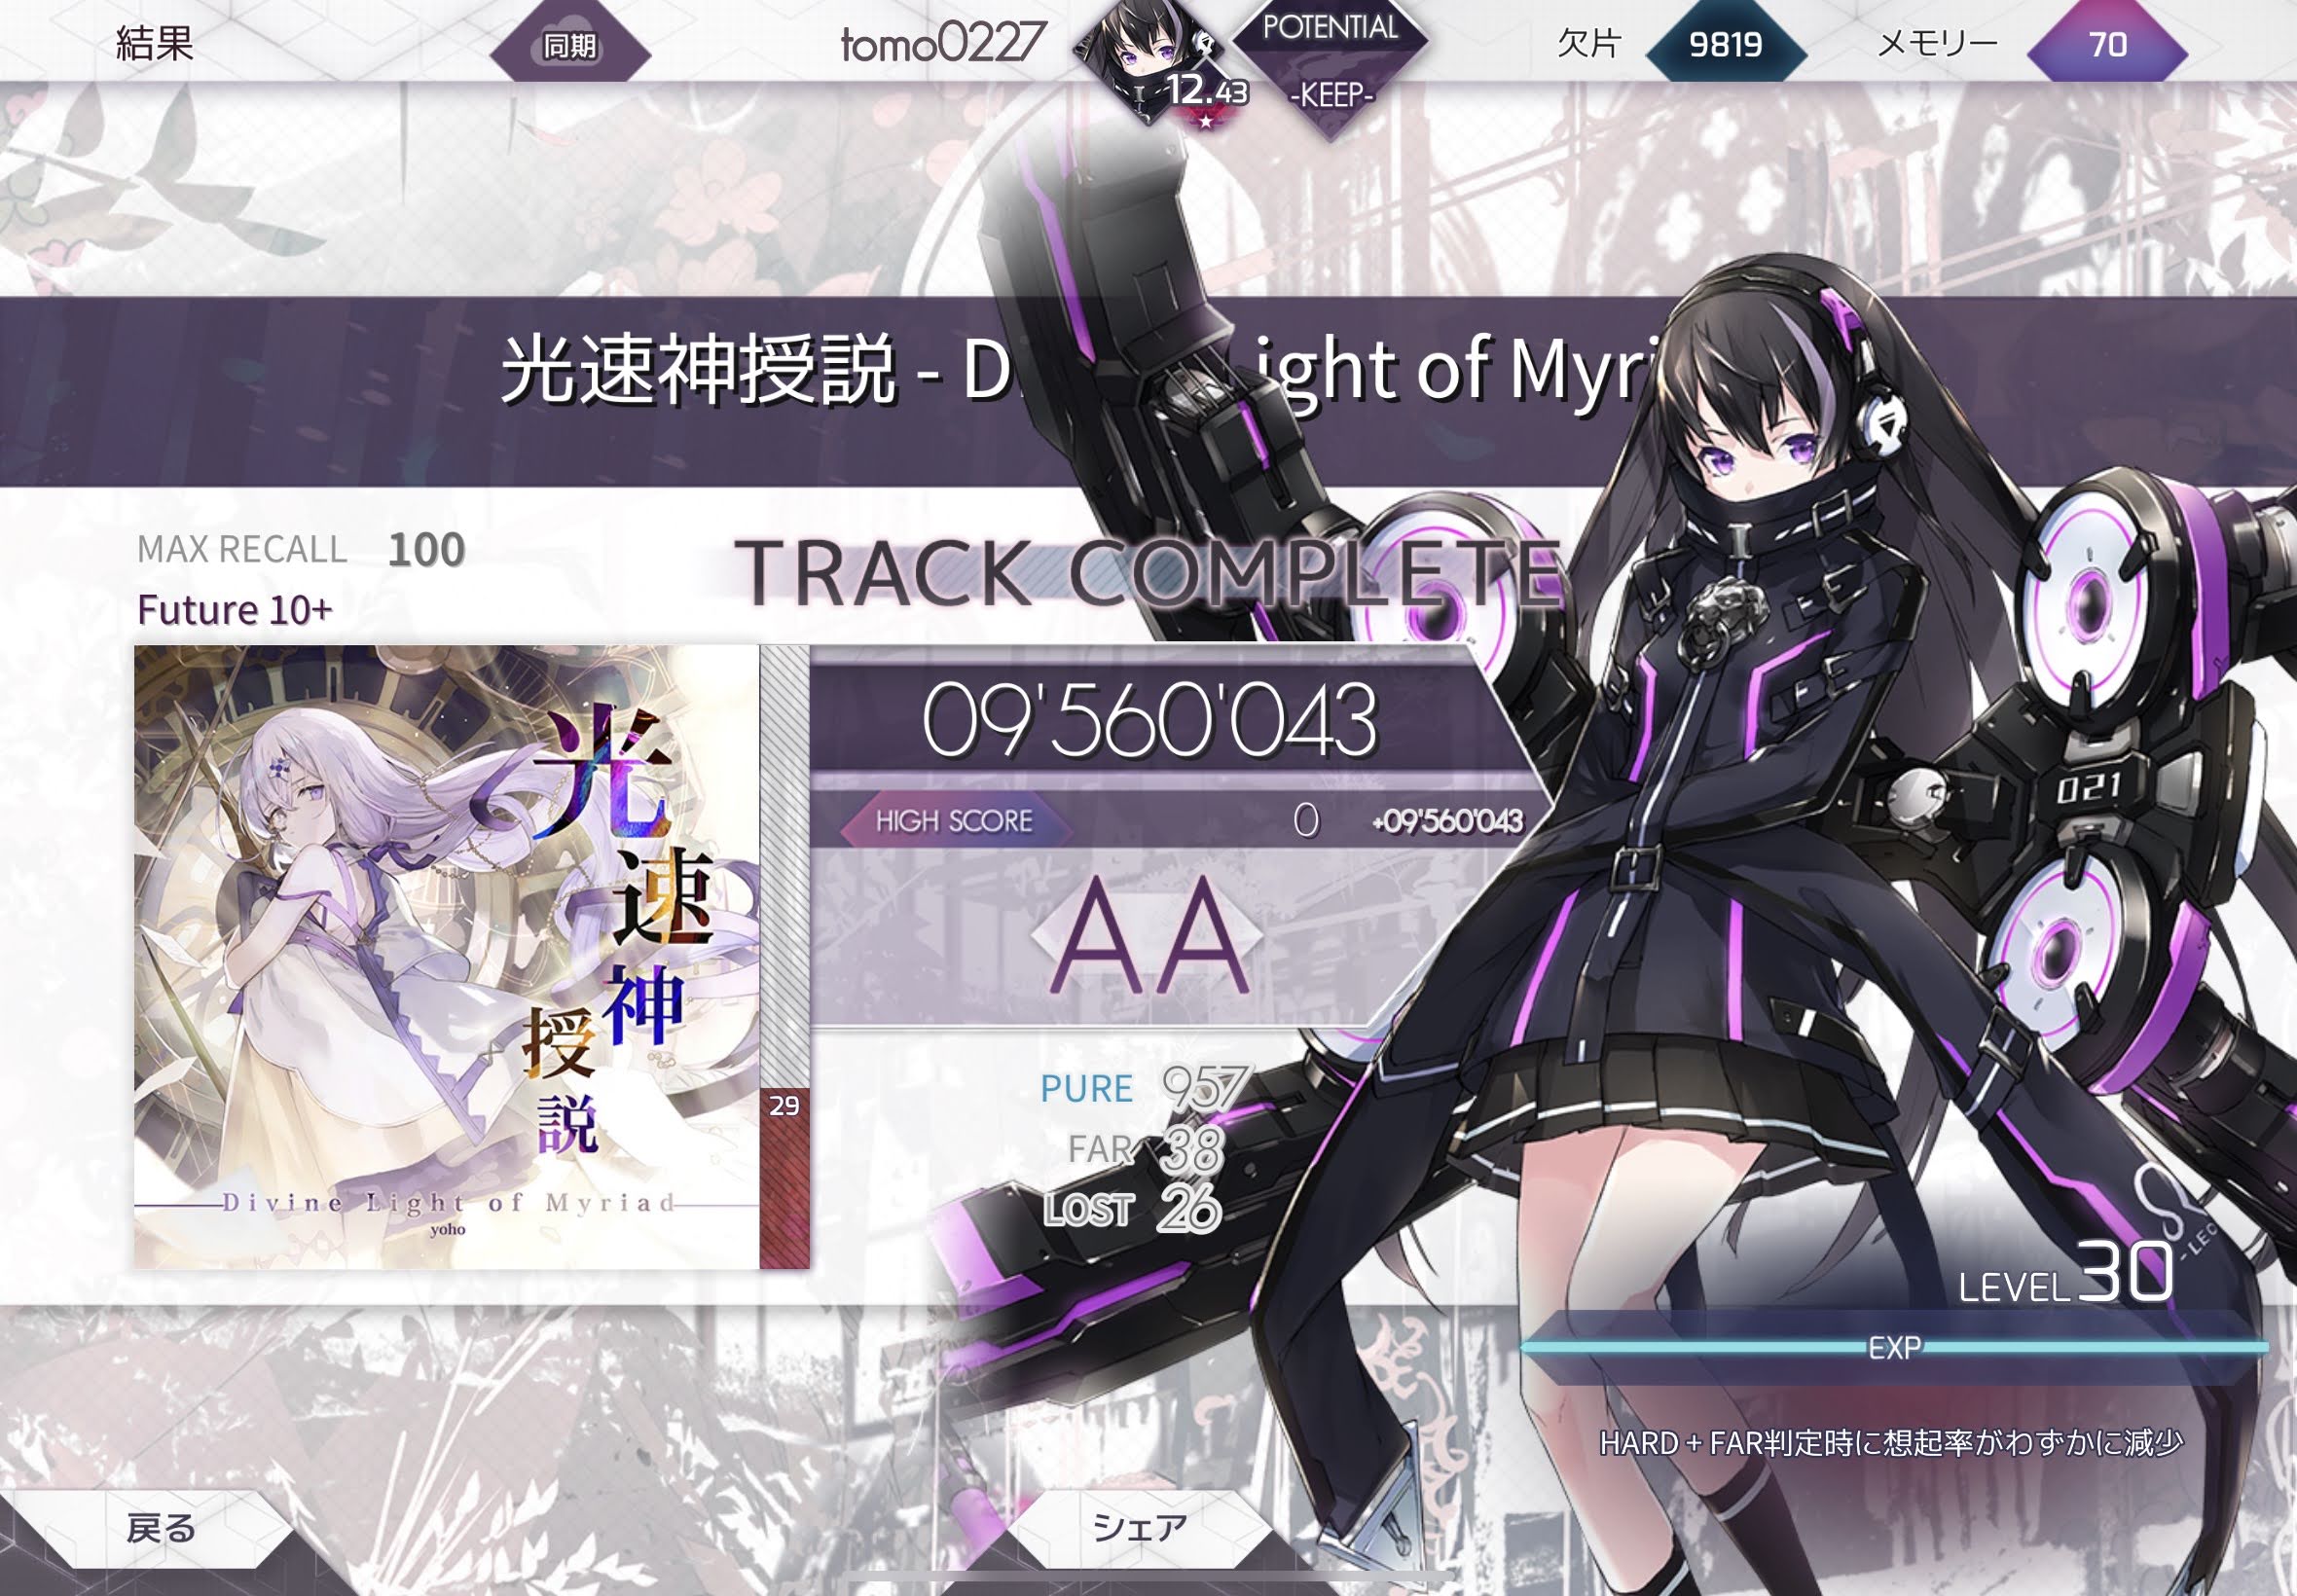 結果
同期
tomo0227
12.43
POTENTIAL
-KEEP-
欠片
9819
メモリー
70
光速神授説 - D ight of Myri
MAX RECALL 100
TRACK COMPLETE
Future 10+
光速神授説
Divine Light of Myriad
yoho
29
09'560'043
HIGH SCORE 0 +09'560'043
AA
PURE 957
FAR 38
LOST 26
021
LEVEL 30
EXP
HARD + FAR判定時に想起率がわずかに減少
戻る
シェア